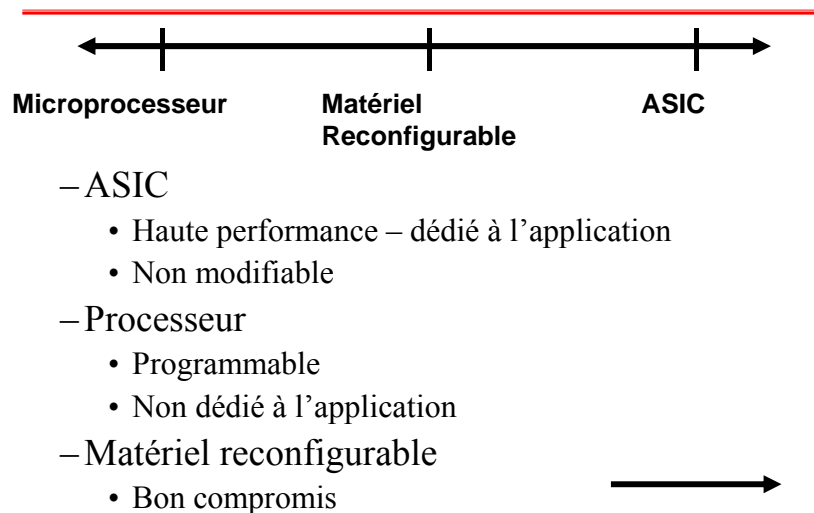 Microprocesseur Matériel Reconfigurable ASIC
– ASIC
• Haute performance – dédié à l’application
• Non modifiable
– Processeur
• Programmable
• Non dédié à l’application
– Matériel reconfigurable
• Bon compromis